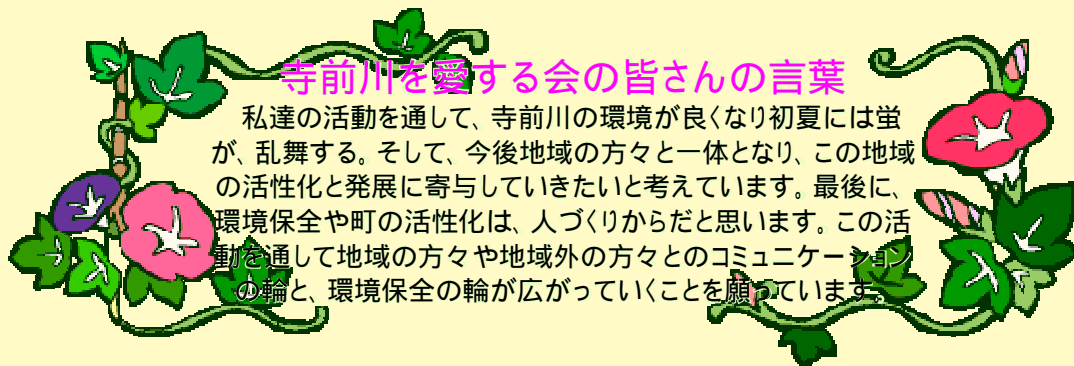 寺前川を愛する会の皆さんの言葉
私達の活動を通して、寺前川の環境が良くなり初夏には蛍
が、乱舞する。そして、今後地域の方々と一体となり、この地域
の活性化と発展に寄与していきたいと考えています。最後に、
環境保全や町の活性化は、人づくりからだと思います。この活
動を通して地域の方々や地域外の方々とのコミュニケーション
の輪と、環境保全の輪が広がっていくことを願っています。